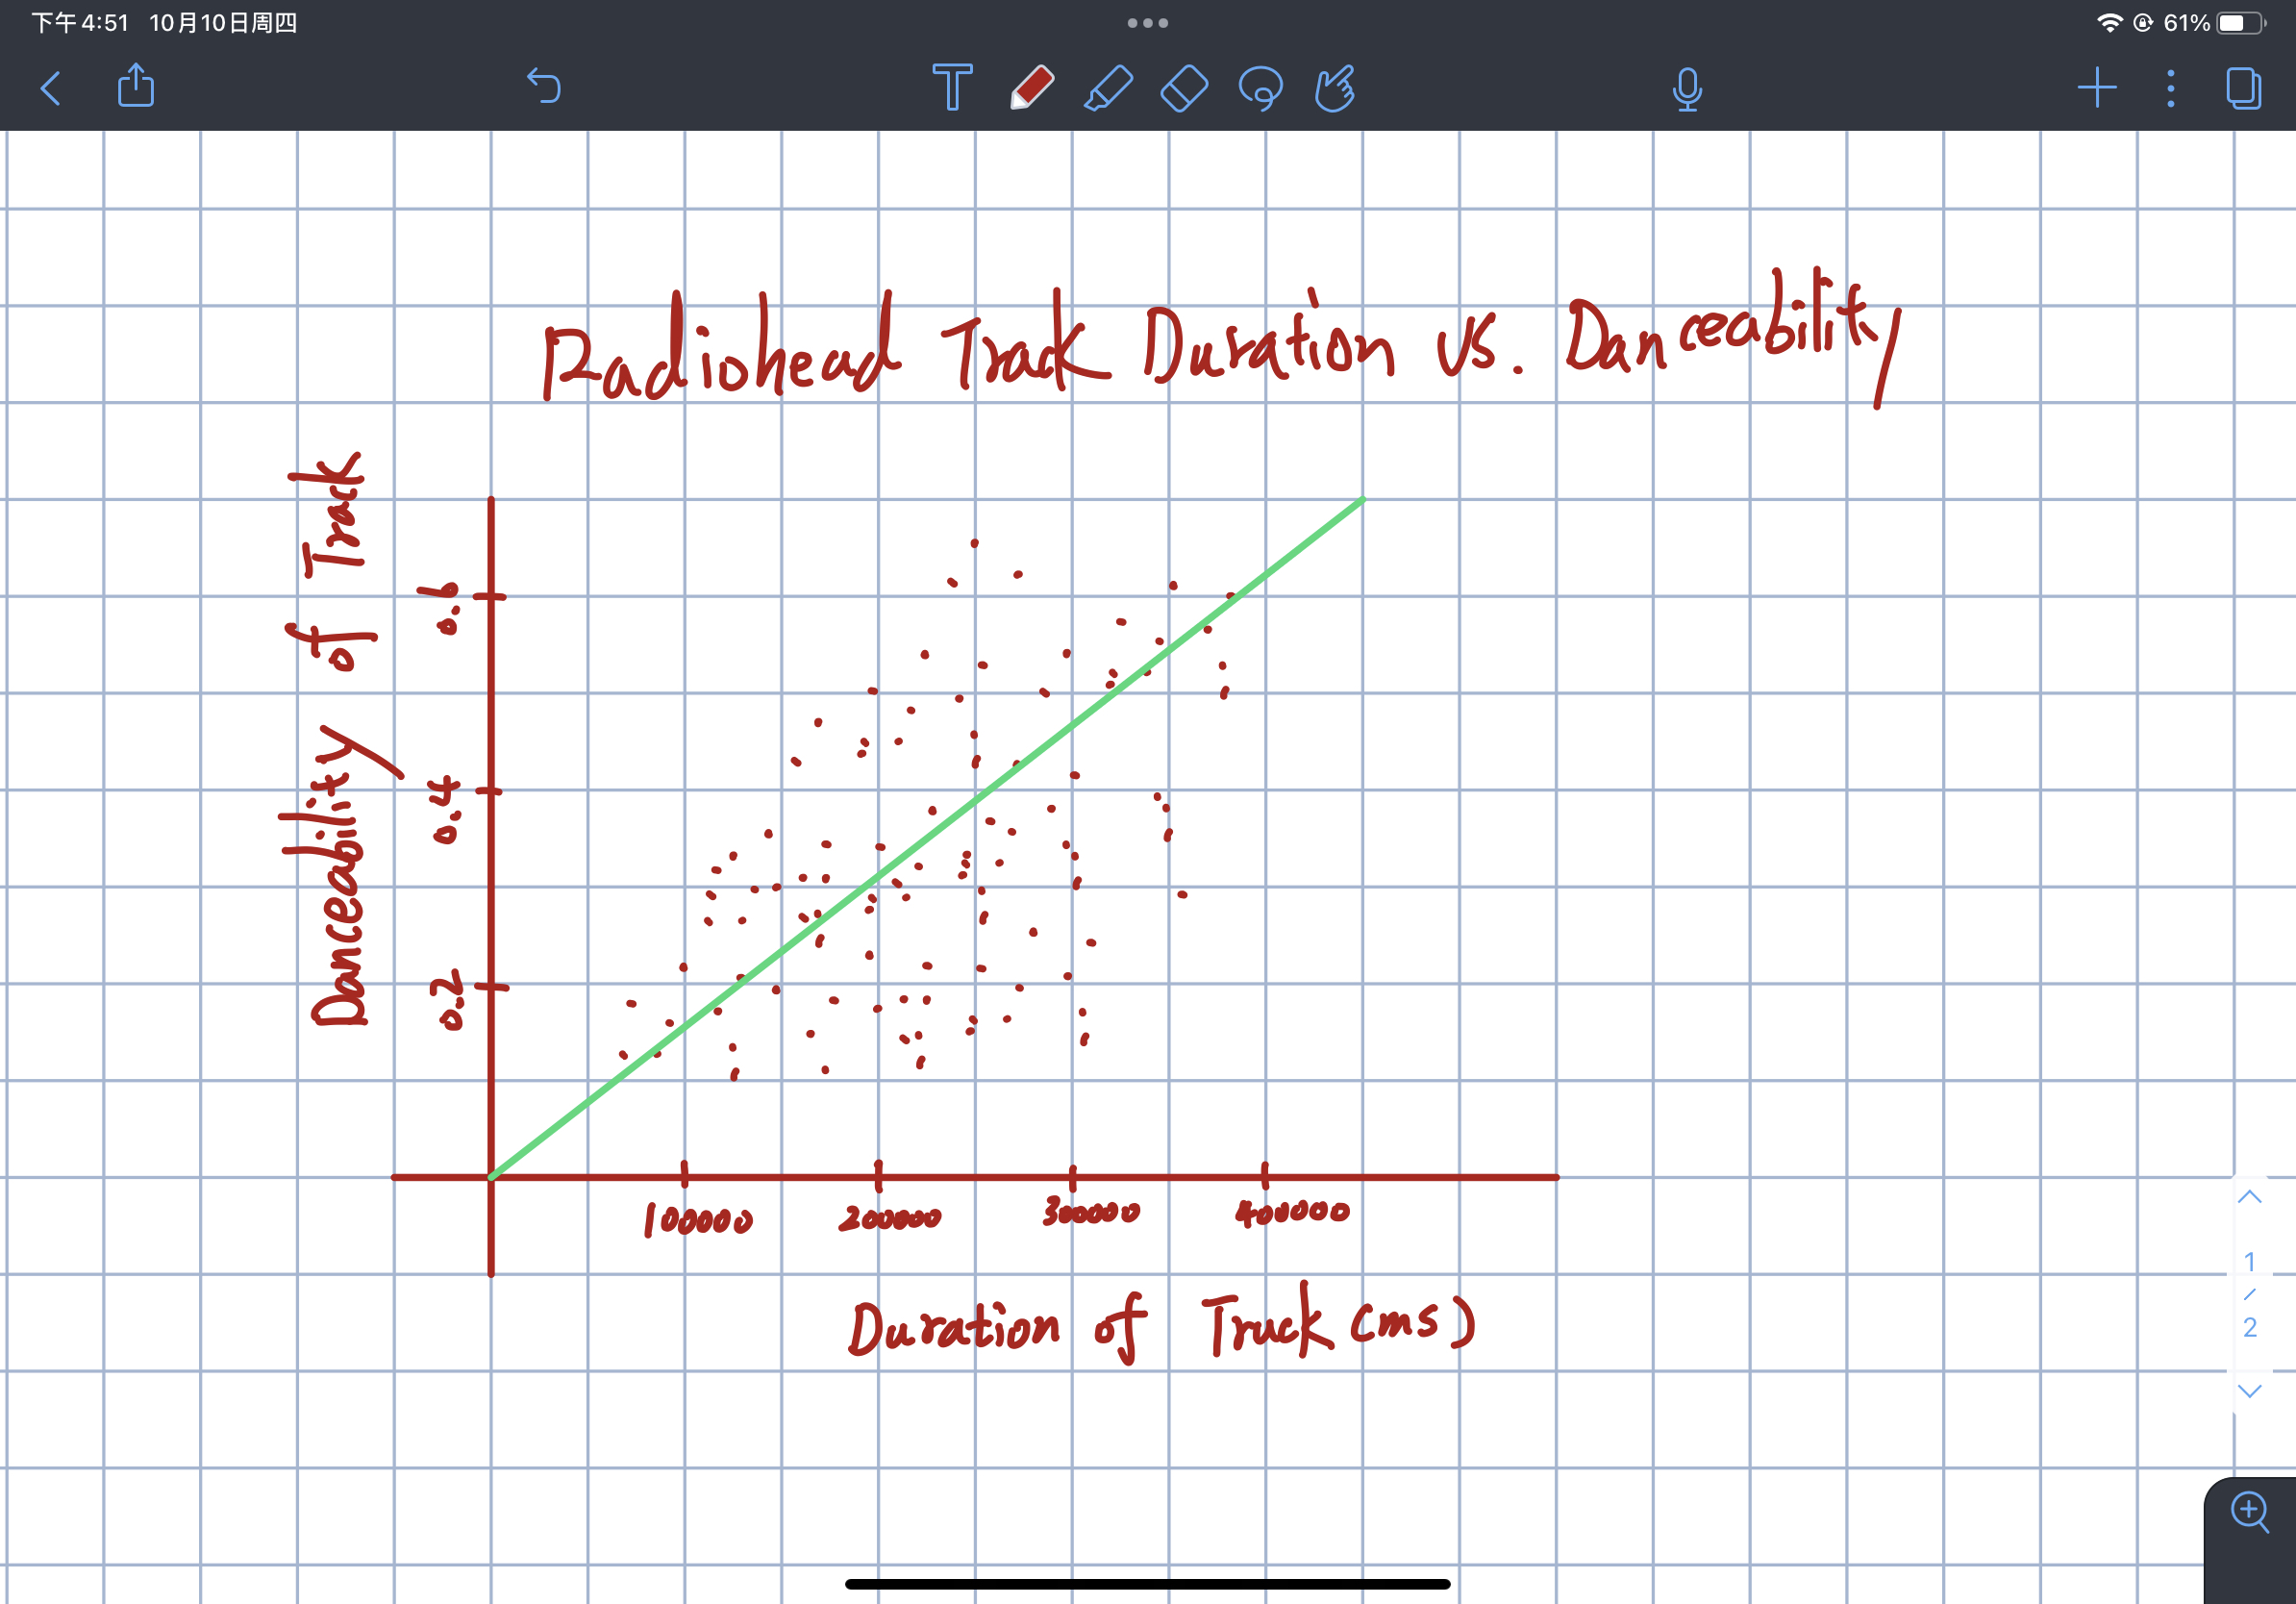 下午4:51 10月10日周四
61%
Radiohead Track Duration vs. Danceability
Danceability of Track
0.6
0.4
0.2
100000
200000
300000
400000
Duration of Track (ms)
1
2